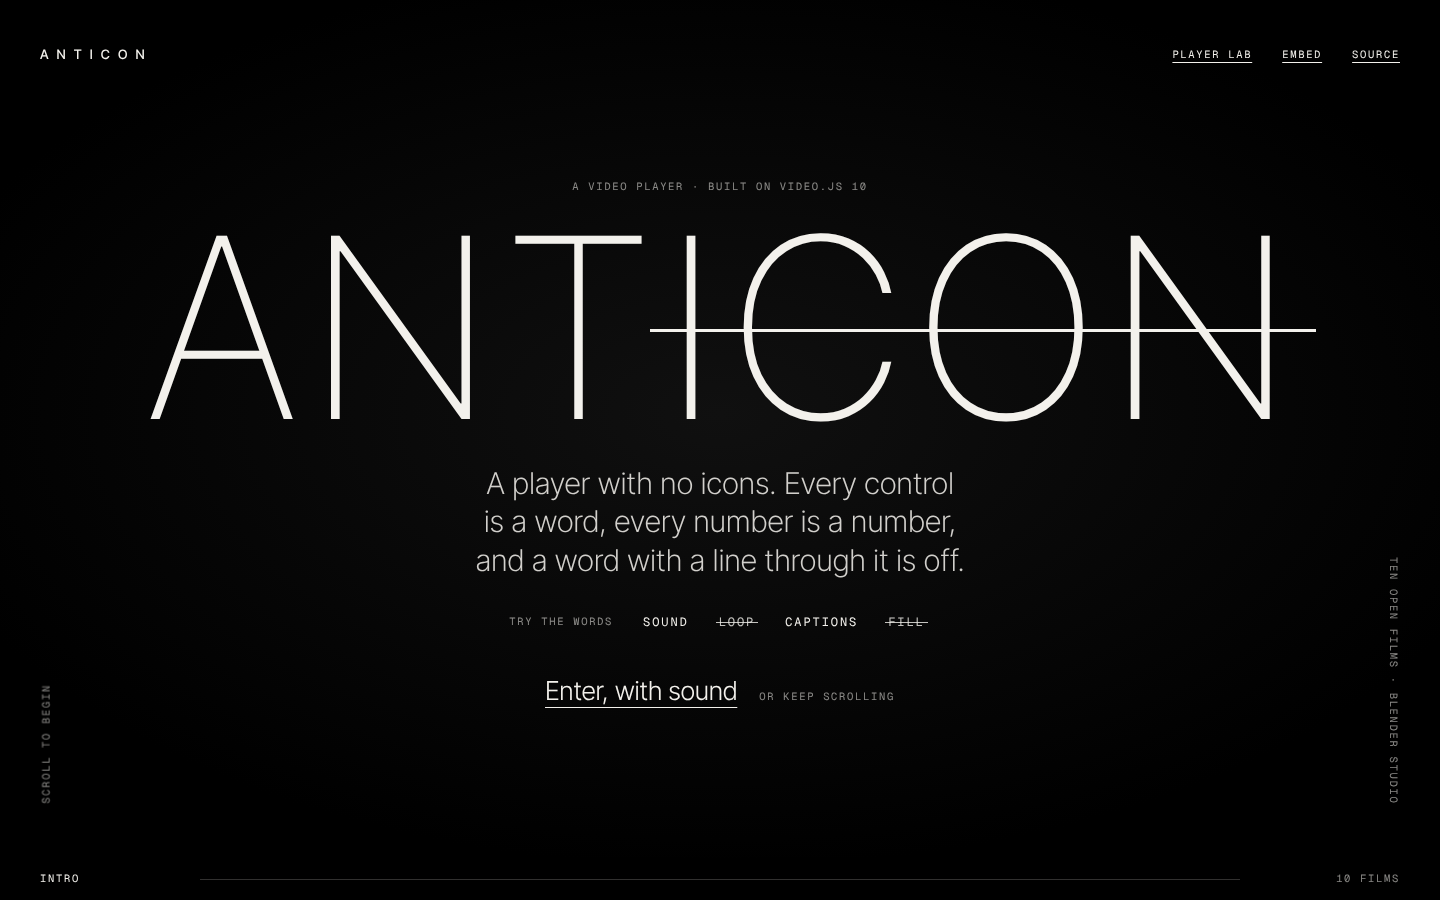 ANTICON
PLAYER LAB EMBED SOURCE
A VIDEO PLAYER · BUILT ON VIDEO.JS 10
ANTICON
A player with no icons. Every control
is a word, every number is a number,
and a word with a line through it is off.
TRY THE WORDS SOUND LOOP CAPTIONS FILL
Enter, with sound OR KEEP SCROLLING
SCROLL TO BEGIN
TEN OPEN FILMS · BLENDER STUDIO
INTRO
10 FILMS